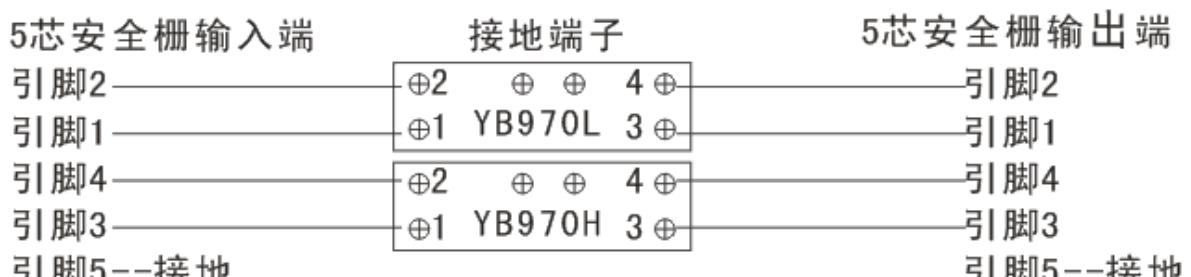 5芯安全栅输入端 接地端子 5芯安全栅输出端
引脚2 ⊕2 ⊕ ⊕ 4⊕ 引脚2
引脚1 ⊕1 YB970L 3⊕ 引脚1
引脚4 ⊕2 ⊕ ⊕ 4⊕ 引脚4
引脚3 ⊕1 YB970H 3⊕ 引脚3
引脚5--接地 引脚5--接地